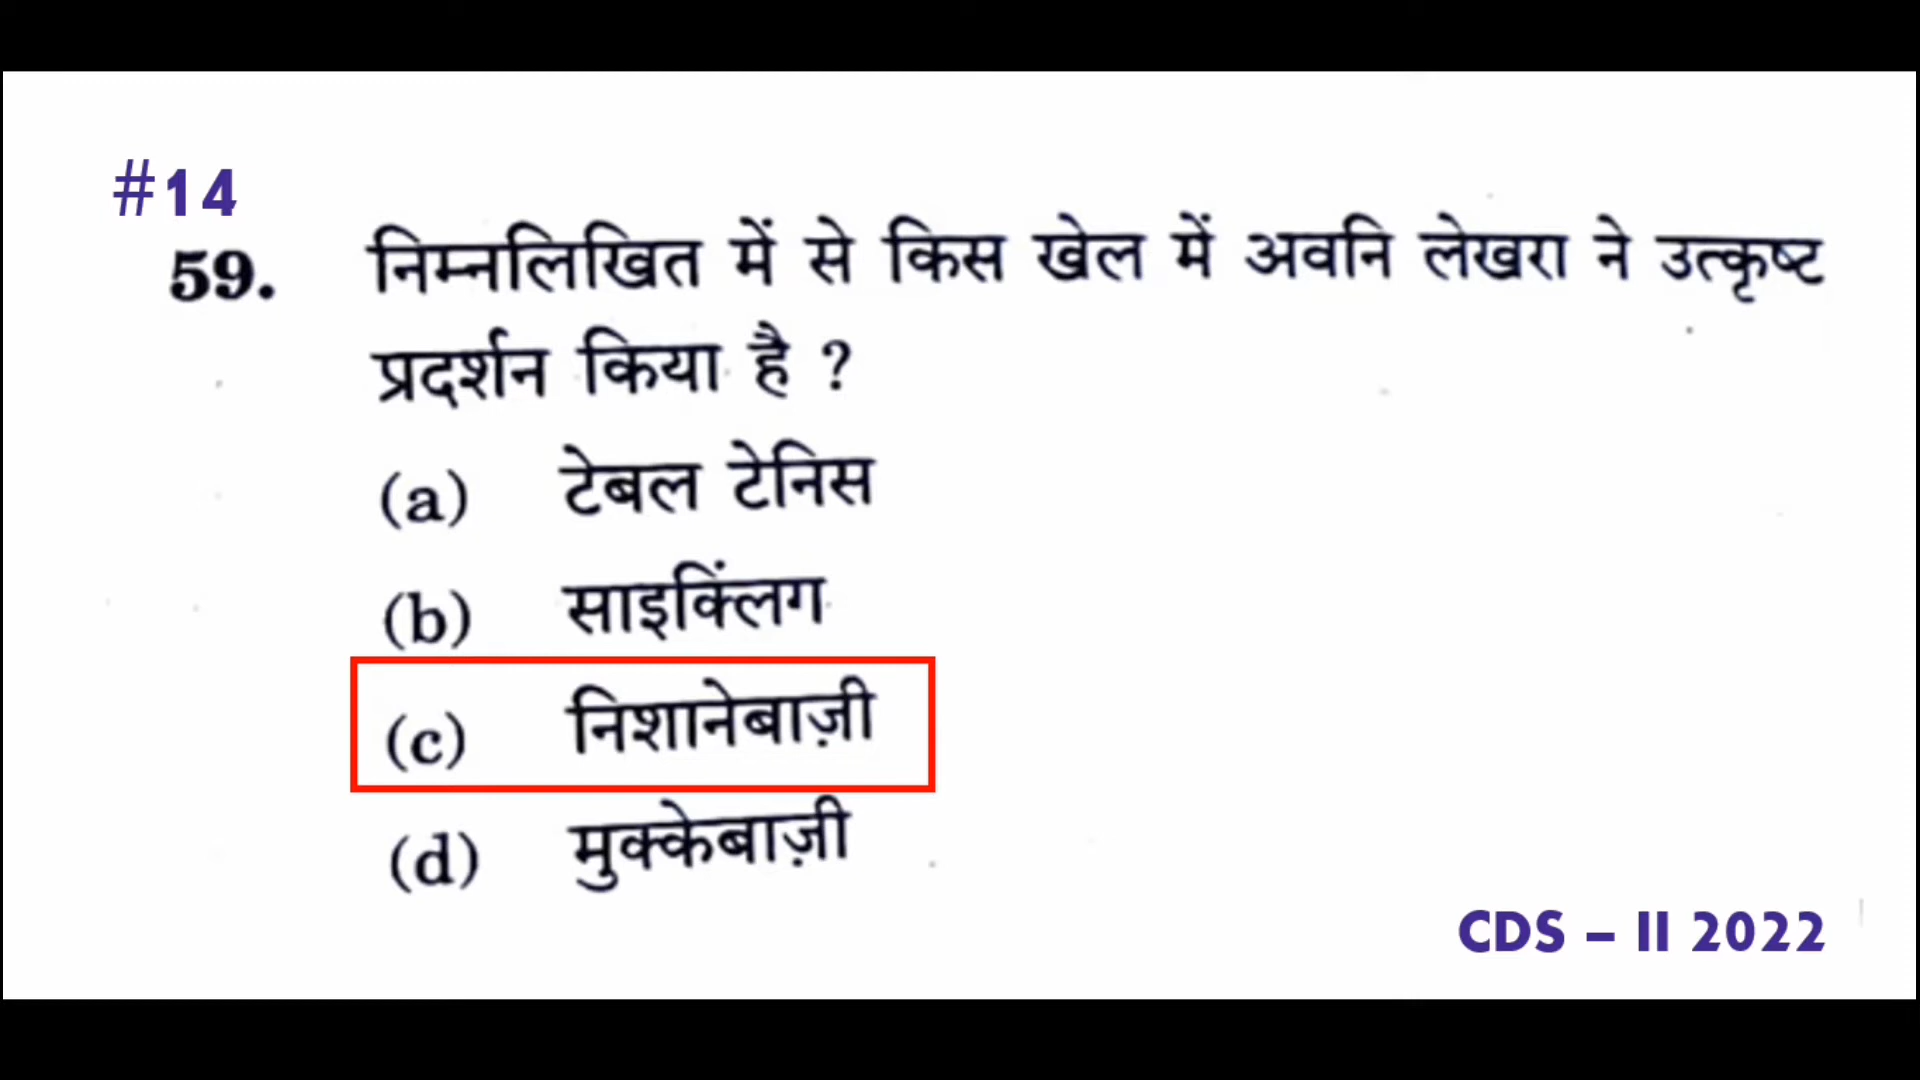 #14
59. निम्नलिखित में से किस खेल में अवनि लेखरा ने उत्कृष्ट
प्रदर्शन किया है ?
(a) टेबल टेनिस
(b) साइक्लिंग
(c) निशानेबाज़ी
(d) मुक्केबाज़ी
CDS – II 2022